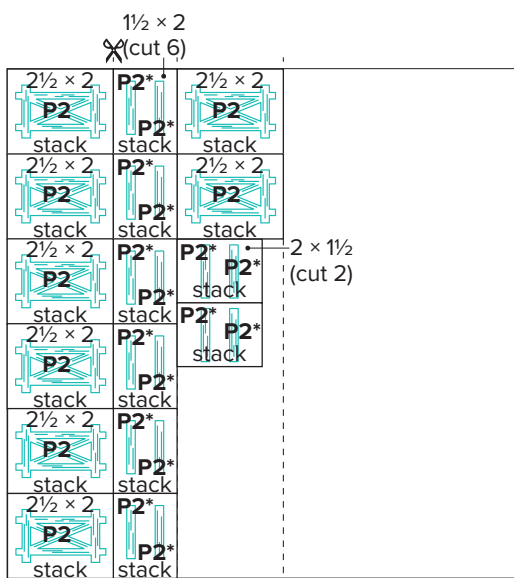 1½ × 2
(cut 6)
2½ × 2
P2
stack
P2*
P2*
stack
2½ × 2
P2
stack
2½ × 2
P2
stack
P2*
P2*
stack
2½ × 2
P2
stack
2½ × 2
P2
stack
P2*
P2*
stack
P2*
P2*
stack
2 × 1½
(cut 2)
2½ × 2
P2
stack
P2*
P2*
stack
P2*
P2*
stack
2½ × 2
P2
stack
P2*
P2*
stack
2½ × 2
P2
stack
P2*
P2*
stack